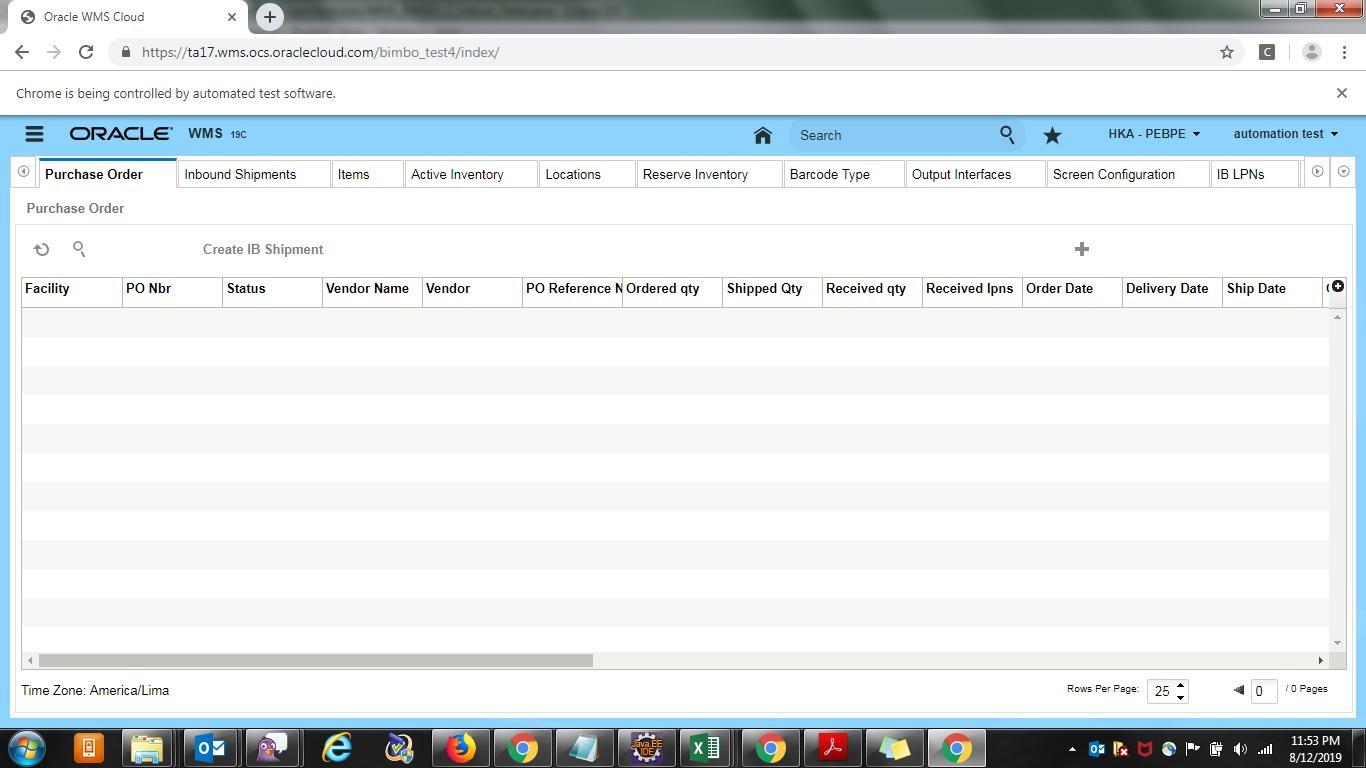 Oracle WMS Cloud
https://ta17.wms.ocs.oraclecloud.com/bimbo_test4/index/
C
Chrome is being controlled by automated test software.
ORACLE WMS 19C Search HKA - PEBPE automation test
Purchase Order Inbound Shipments Items Active Inventory Locations Reserve Inventory Barcode Type Output Interfaces Screen Configuration IB LPNs
Purchase Order
Create IB Shipment
Facility PO Nbr Status Vendor Name Vendor PO Reference N Ordered qty Shipped Qty Received qty Received lpns Order Date Delivery Date Ship Date
Time Zone: America/Lima Rows Per Page: 25 0 / 0 Pages
Java EE
IDE
11:53 PM
8/12/2019